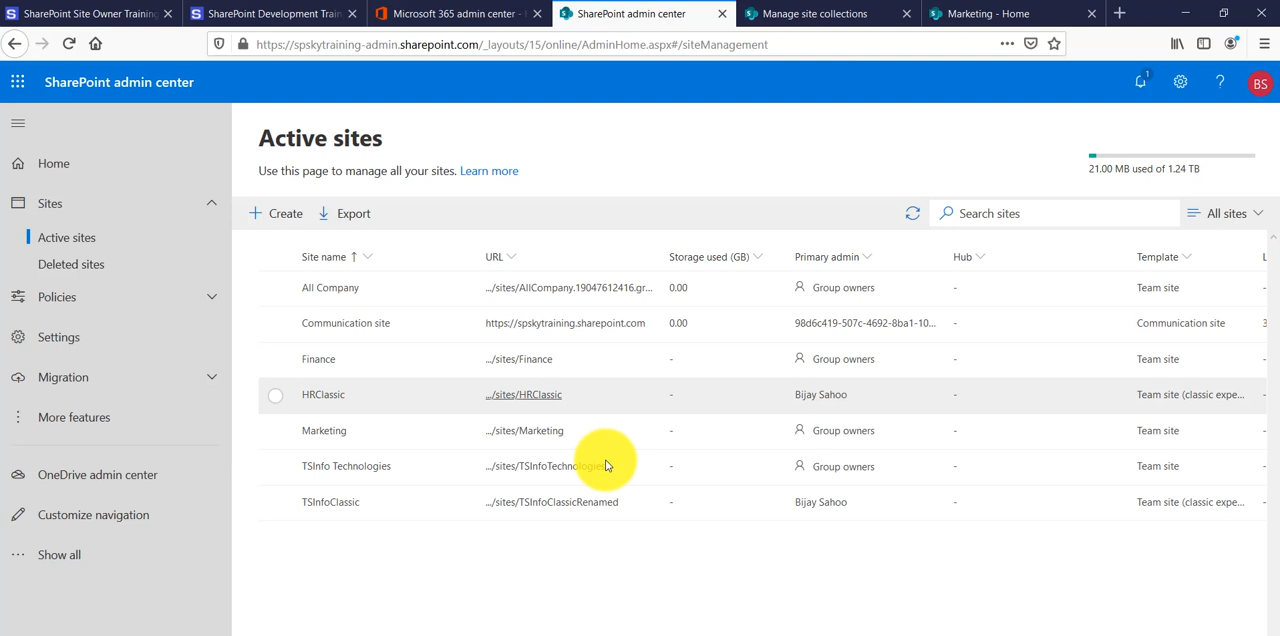 SharePoint Site Owner Training
SharePoint Development Trai
Microsoft 365 admin center -
SharePoint admin center
Manage site collections
Marketing - Home
https://spskytraining-admin.sharepoint.com/_layouts/15/online/AdminHome.aspx#/siteManagement
SharePoint admin center
1
?
BS
Home
Sites
Active sites
Deleted sites
Policies
Settings
Migration
More features
OneDrive admin center
Customize navigation
Show all
Active sites
Use this page to manage all your sites. Learn more
21.00 MB used of 1.24 TB
Create
Export
Search sites
All sites
Site name ↑ URL Storage used (GB) Primary admin Hub Template L
All Company .../sites/AllCompany.19047612416.gr... 0.00 Group owners - Team site
Communication site https://spskytraining.sharepoint.com 0.00 98d6c419-507c-4692-8ba1-10... - Communication site 3
Finance .../sites/Finance - Group owners - Team site -
HRClassic .../sites/HRClassic - Bijay Sahoo - Team site (classic expe... -
Marketing .../sites/Marketing - Group owners - Team site -
TSInfo Technologies .../sites/TSInfoTechnologies - Group owners - Team site -
TSInfoClassic .../sites/TSInfoClassicRenamed - Bijay Sahoo - Team site (classic expe... -